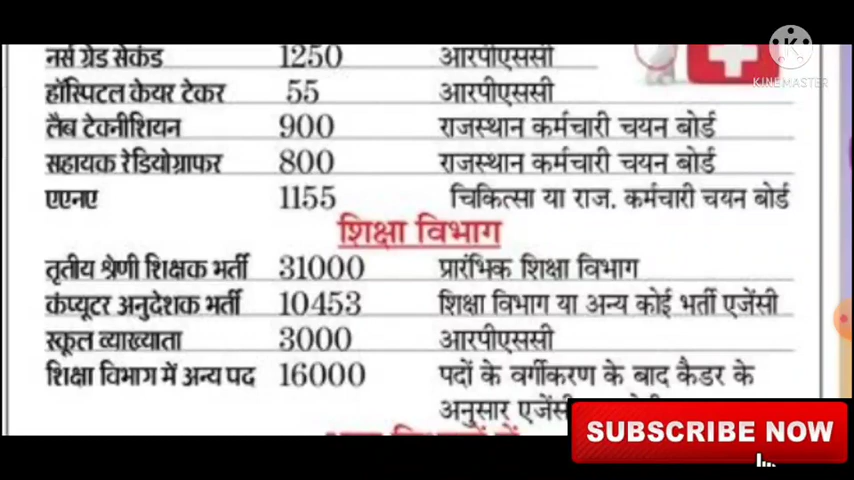 नर्स ग्रेड सेकंड 1250 आरपीएससी
हॉस्पिटल केयर टेकर 55 आरपीएससी
लैब टेक्नीशियन 900 राजस्थान कर्मचारी चयन बोर्ड
सहायक रेडियोग्राफर 800 राजस्थान कर्मचारी चयन बोर्ड
एएनए 1155 चिकित्सा या राज. कर्मचारी चयन बोर्ड
शिक्षा विभाग
तृतीय श्रेणी शिक्षक भर्ती 31000 प्रारंभिक शिक्षा विभाग
कंप्यूटर अनुदेशक भर्ती 10453 शिक्षा विभाग या अन्य कोई भर्ती एजेंसी
स्कूल व्याख्याता 3000 आरपीएससी
शिक्षा विभाग में अन्य पद 16000 पदों के वर्गीकरण के बाद कैडर के
अनुसार
SUBSCRIBE NOW
K
KINEMASTER